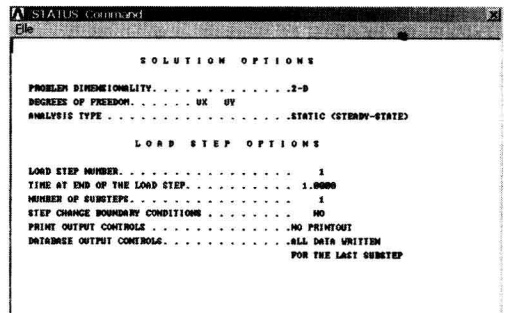 STATUS Command
File
SOLUTION OPTIONS
PROBLEM DIMENSIONALITY. . . . . . . . . . . . .2-D
DEGREES OF FREEDOM. . . . . . UX UY
ANALYSIS TYPE . . . . . . . . . . . . . . . . .STATIC (STEADY-STATE)
LOAD STEP OPTIONS
LOAD STEP NUMBER. . . . . . . . . . . . . . . . 1
TIME AT END OF THE LOAD STEP. . . . . . . . . . 1.0000
NUMBER OF SUBSTEPS. . . . . . . . . . . . . . . 1
STEP CHANGE BOUNDARY CONDITIONS . . . . . . . . NO
PRINT OUTPUT CONTROLS . . . . . . . . . . . . .NO PRINTOUT
DATABASE OUTPUT CONTROLS. . . . . . . . . . . .ALL DATA WRITTEN
FOR THE LAST SUBSTEP